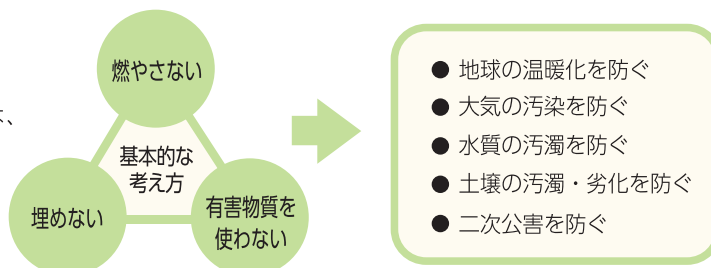 燃やさない
は、
基本的な
考え方
埋めない
有害物質を
使わない
● 地球の温暖化を防ぐ
● 大気の汚染を防ぐ
● 水質の汚濁を防ぐ
● 土壌の汚濁・劣化を防ぐ
● 二次公害を防ぐ